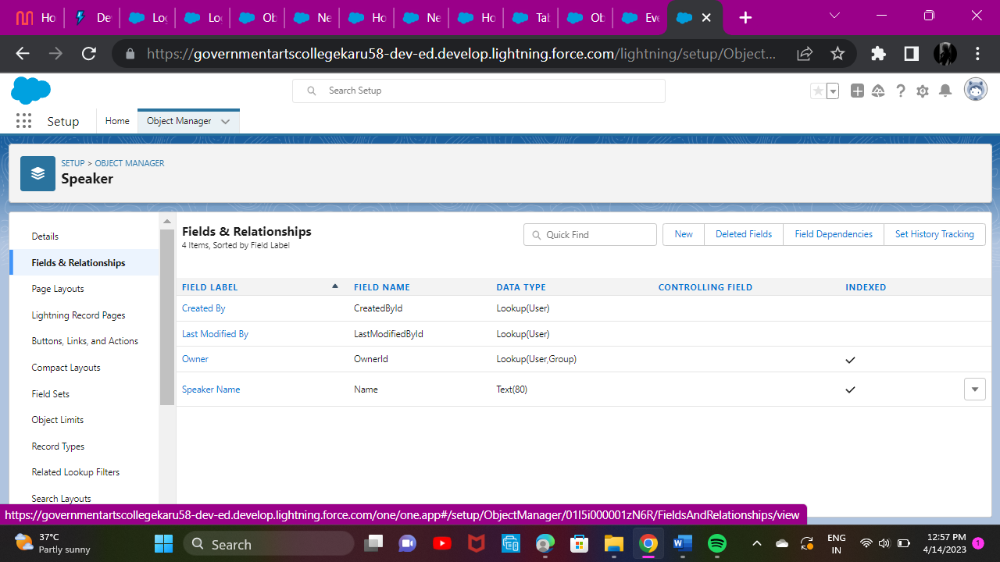 Ho De Log Log Ob Ne Ho Ne Ho Tab Ob Eve
https://governmentartscollegekaru58-dev-ed.develop.lightning.force.com/lightning/setup/Object...
Search Setup
Setup Home Object Manager
SETUP > OBJECT MANAGER
Speaker
Details
Fields & Relationships
Page Layouts
Lightning Record Pages
Buttons, Links, and Actions
Compact Layouts
Field Sets
Object Limits
Record Types
Related Lookup Filters
Search Layouts
Fields & Relationships
4 Items, Sorted by Field Label
Quick Find New Deleted Fields Field Dependencies Set History Tracking
FIELD LABEL FIELD NAME DATA TYPE CONTROLLING FIELD INDEXED
Created By CreatedById Lookup(User)
Last Modified By LastModifiedById Lookup(User)
Owner OwnerId Lookup(User,Group)
Speaker Name Name Text(80)
https://governmentartscollegekaru58-dev-ed.develop.lightning.force.com/one/one.app#/setup/ObjectManager/01I5i000001zN6R/FieldsAndRelationships/view
37°C
Partly sunny
Search
ENG
IN
12:57 PM
4/14/2023
1